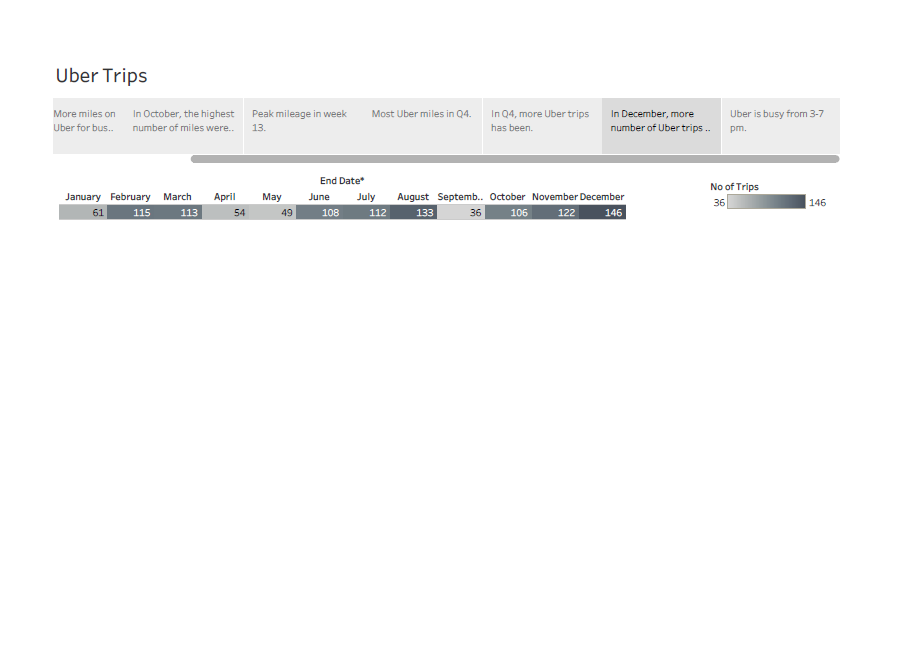 Uber Trips
More miles on
Uber for bus..
In October, the highest
number of miles were..
Peak mileage in week
13.
Most Uber miles in Q4.
In Q4, more Uber trips
has been.
In December, more
number of Uber trips ..
Uber is busy from 3-7
pm.
End Date*
January February March April May June July August Septemb.. October November December
61 115 113 54 49 108 112 133 36 106 122 146
No of Trips
36 146